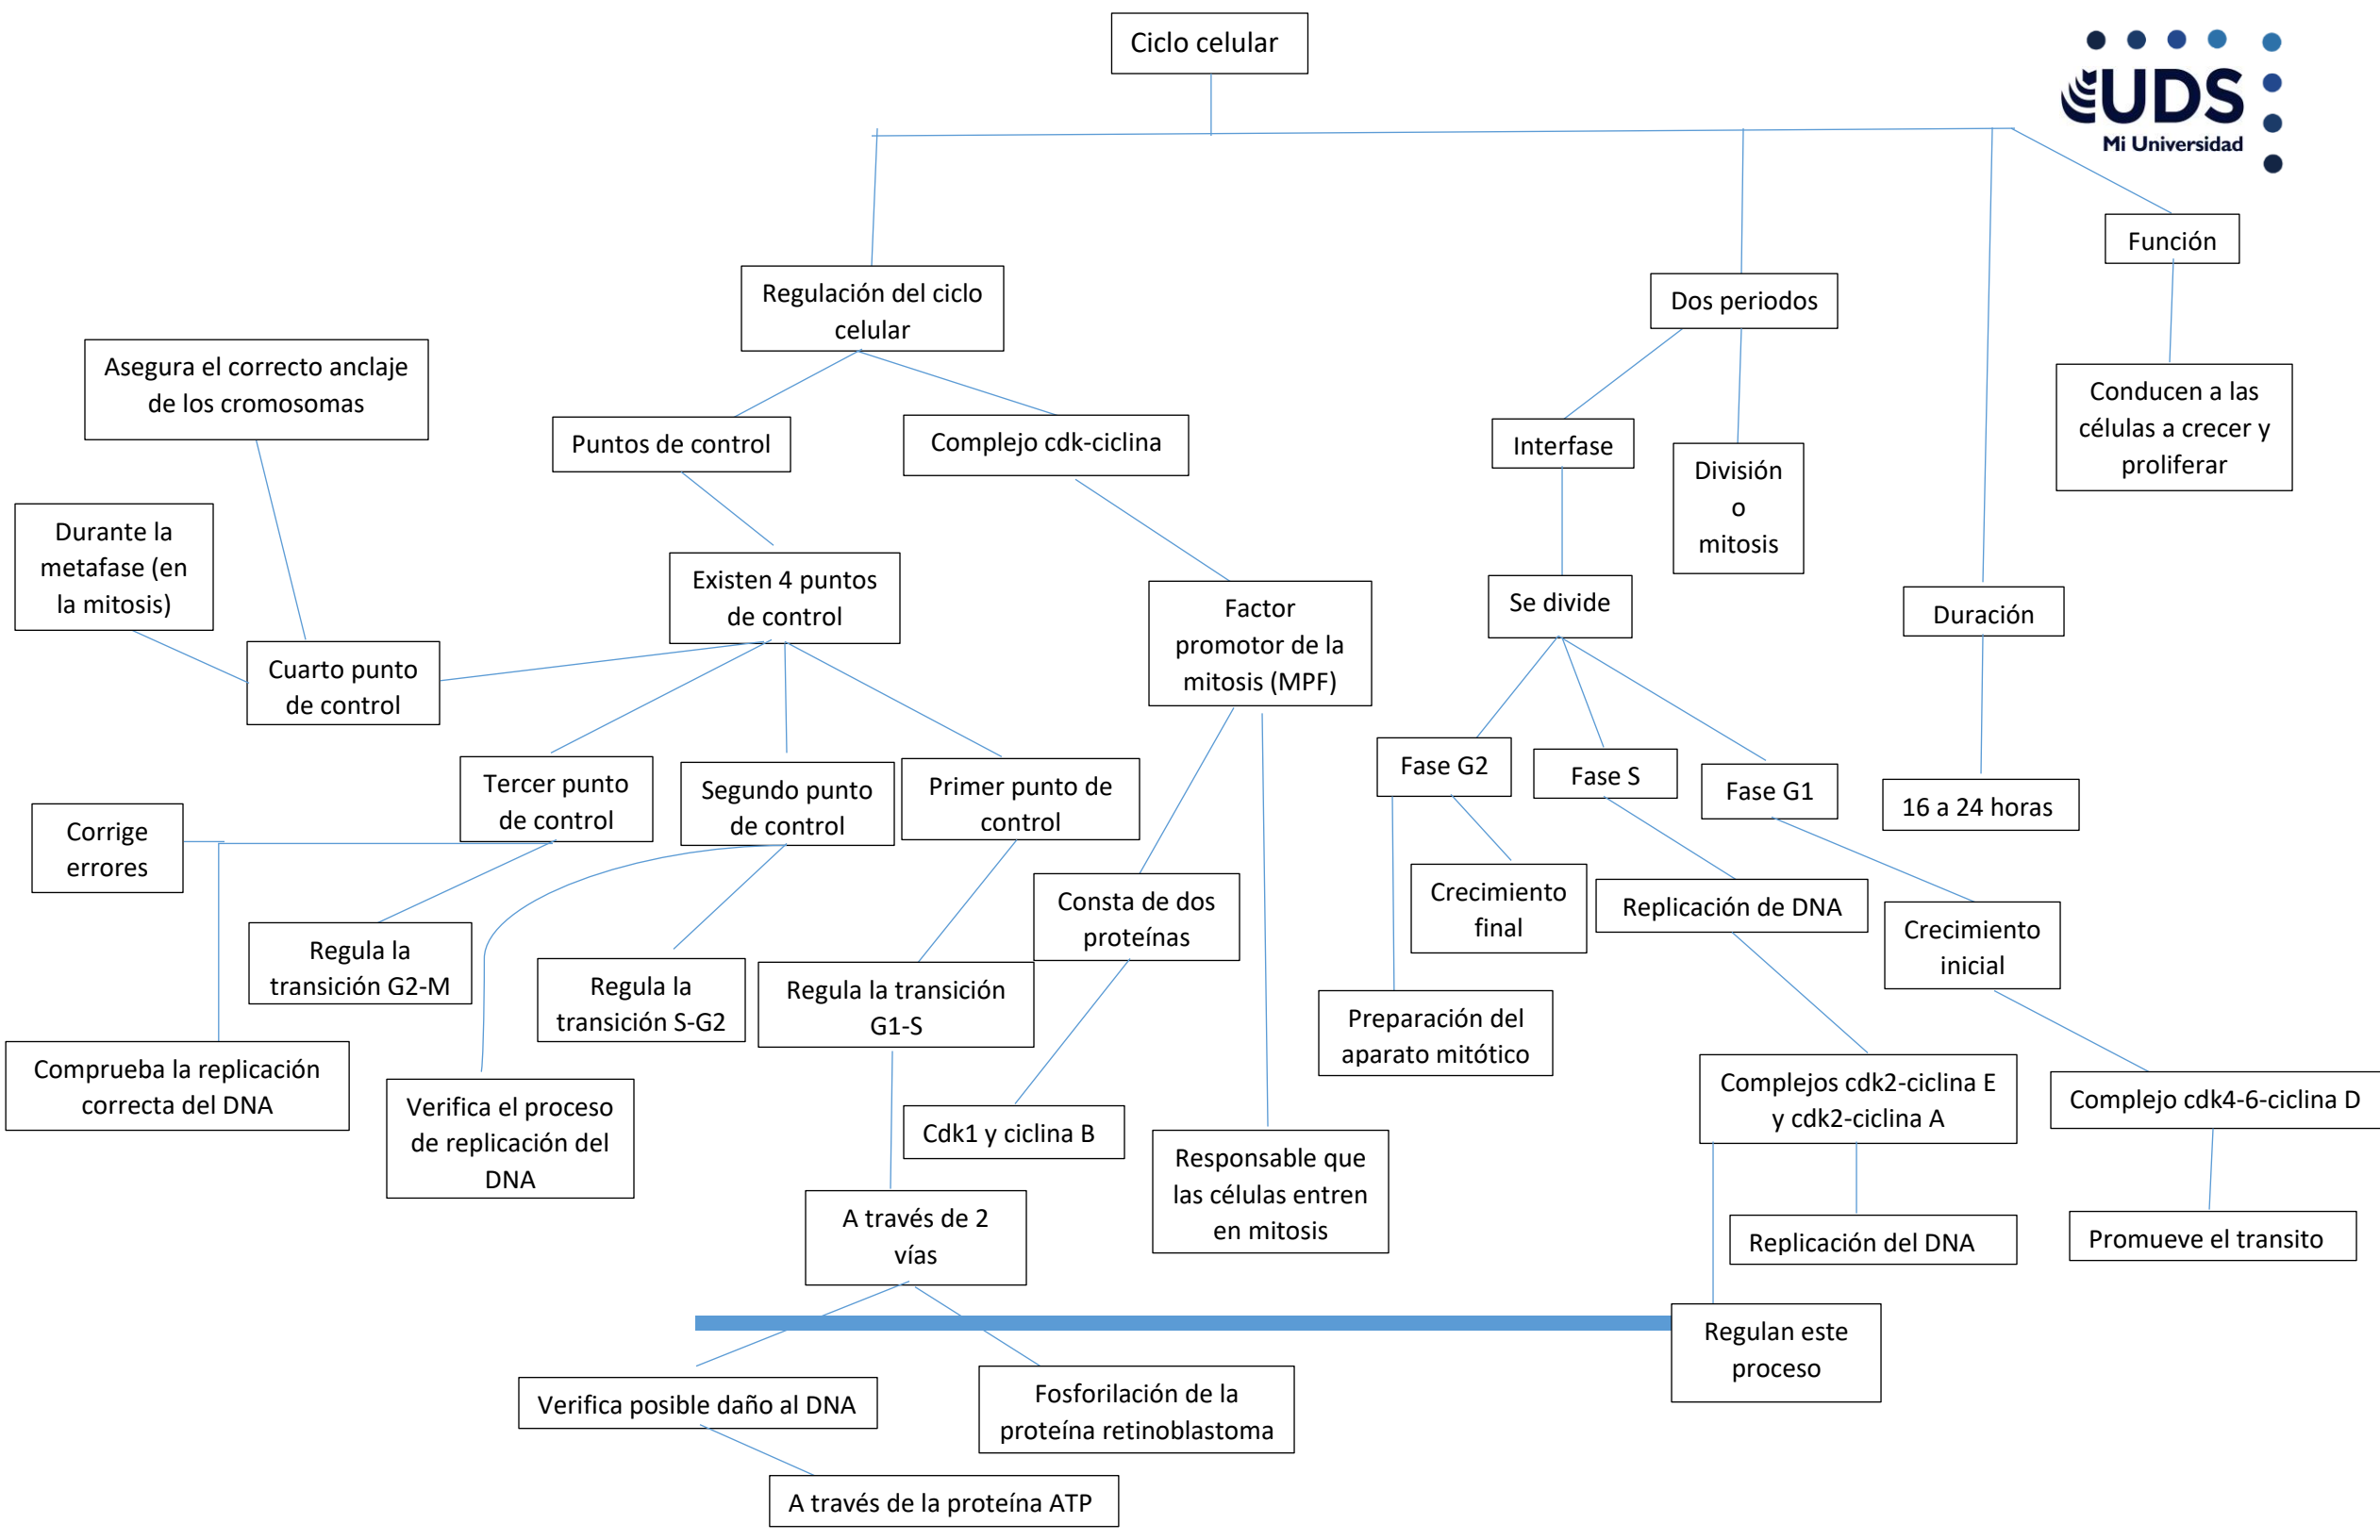 Ciclo celular
UDS
Mi Universidad
Función
Regulación del ciclo
celular
Dos periodos
Asegura el correcto anclaje
de los cromosomas
Conducen a las
células a crecer y
proliferar
Puntos de control
Complejo cdk-ciclina
Interfase
División
o
mitosis
Durante la
metafase (en
la mitosis)
Existen 4 puntos
de control
Factor
promotor de la
mitosis (MPF)
Se divide
Duración
Cuarto punto
de control
Tercer punto
de control
Segundo punto
de control
Primer punto de
control
Fase G2
Fase S
Fase G1
16 a 24 horas
Corrige
errores
Consta de dos
proteínas
Crecimiento
final
Replicación de DNA
Crecimiento
inicial
Regula la
transición G2-M
Regula la
transición S-G2
Regula la transición
G1-S
Preparación del
aparato mitótico
Comprueba la replicación
correcta del DNA
Verifica el proceso
de replicación del
DNA
Cdk1 y ciclina B
Responsable que
las células entren
en mitosis
Complejos cdk2-ciclina E
y cdk2-ciclina A
Complejo cdk4-6-ciclina D
A través de 2
vías
Replicación del DNA
Promueve el transito
Regulan este
proceso
Verifica posible daño al DNA
Fosforilación de la
proteína retinoblastoma
A través de la proteína ATP